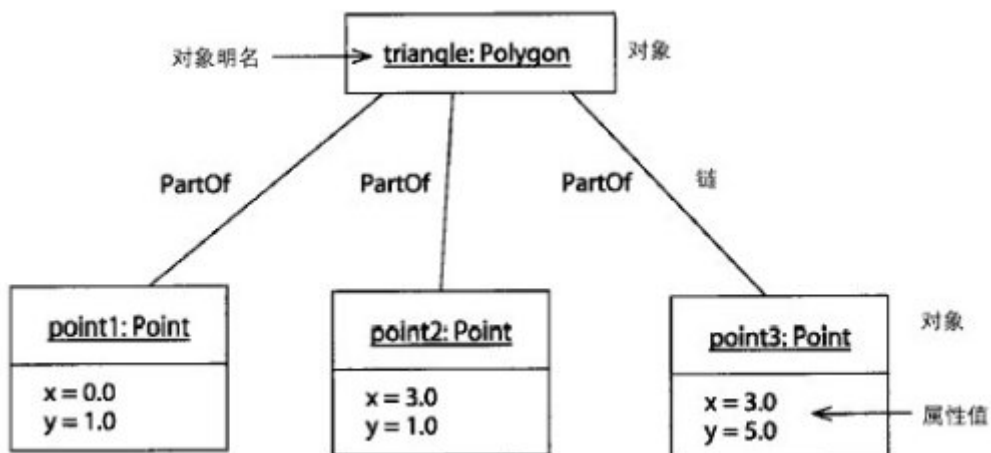 对象明名
triangle: Polygon
对象
PartOf
PartOf
PartOf
链
point1: Point
x = 0.0
y = 1.0
point2: Point
x = 3.0
y = 1.0
point3: Point
x = 3.0
y = 5.0
对象
属性值